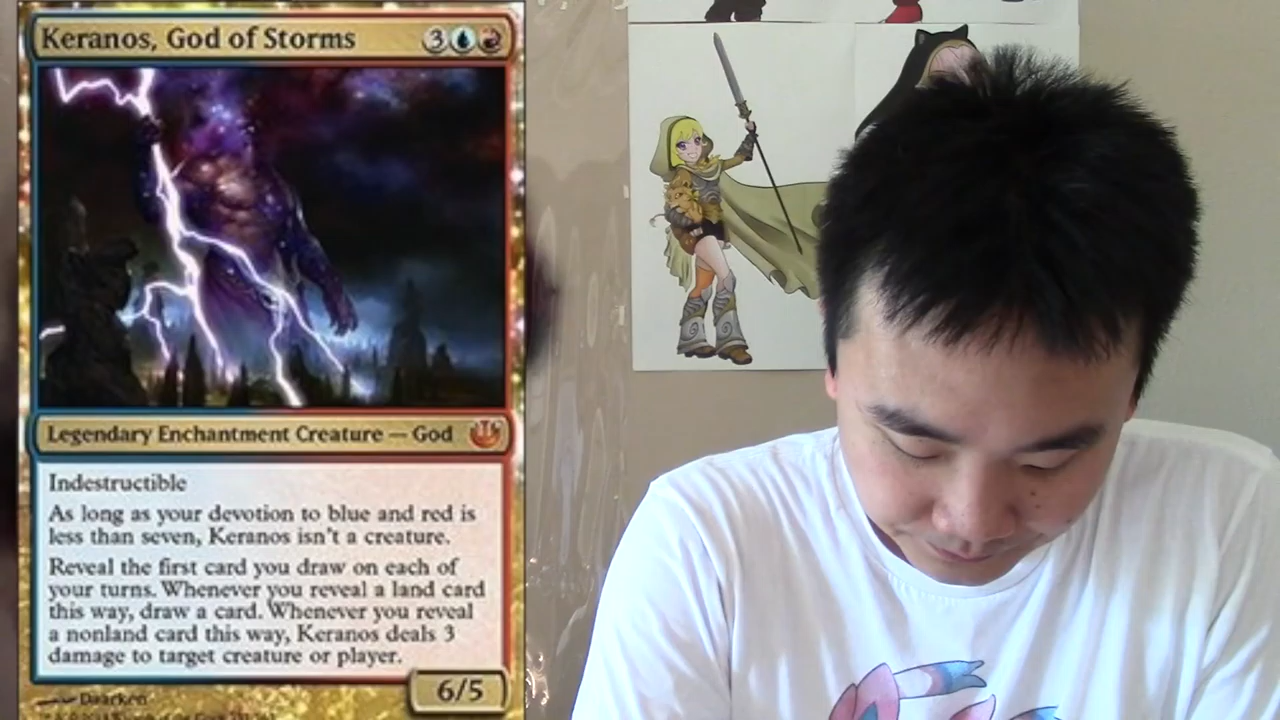 Keranos, God of Storms 3
Legendary Enchantment Creature — God
Indestructible
As long as your devotion to blue and red is
less than seven, Keranos isn't a creature.
Reveal the first card you draw on each of
your turns. Whenever you reveal a land card
this way, draw a card. Whenever you reveal
a nonland card this way, Keranos deals 3
damage to target creature or player.
6/5
Daarken